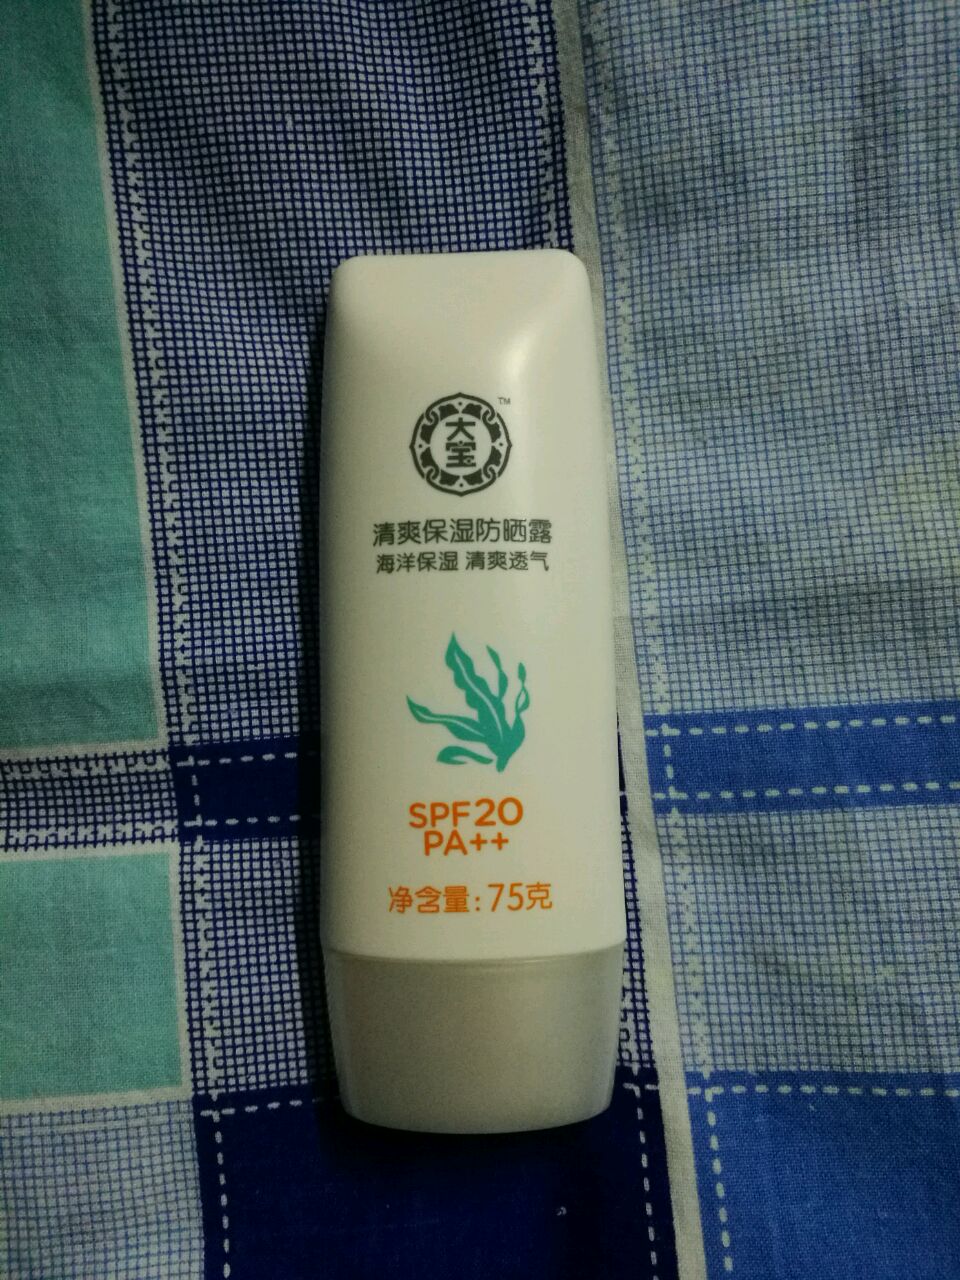 大宝
TM
清爽保湿防晒露
海洋保湿 清爽透气
SPF20
PA++
净含量：75克